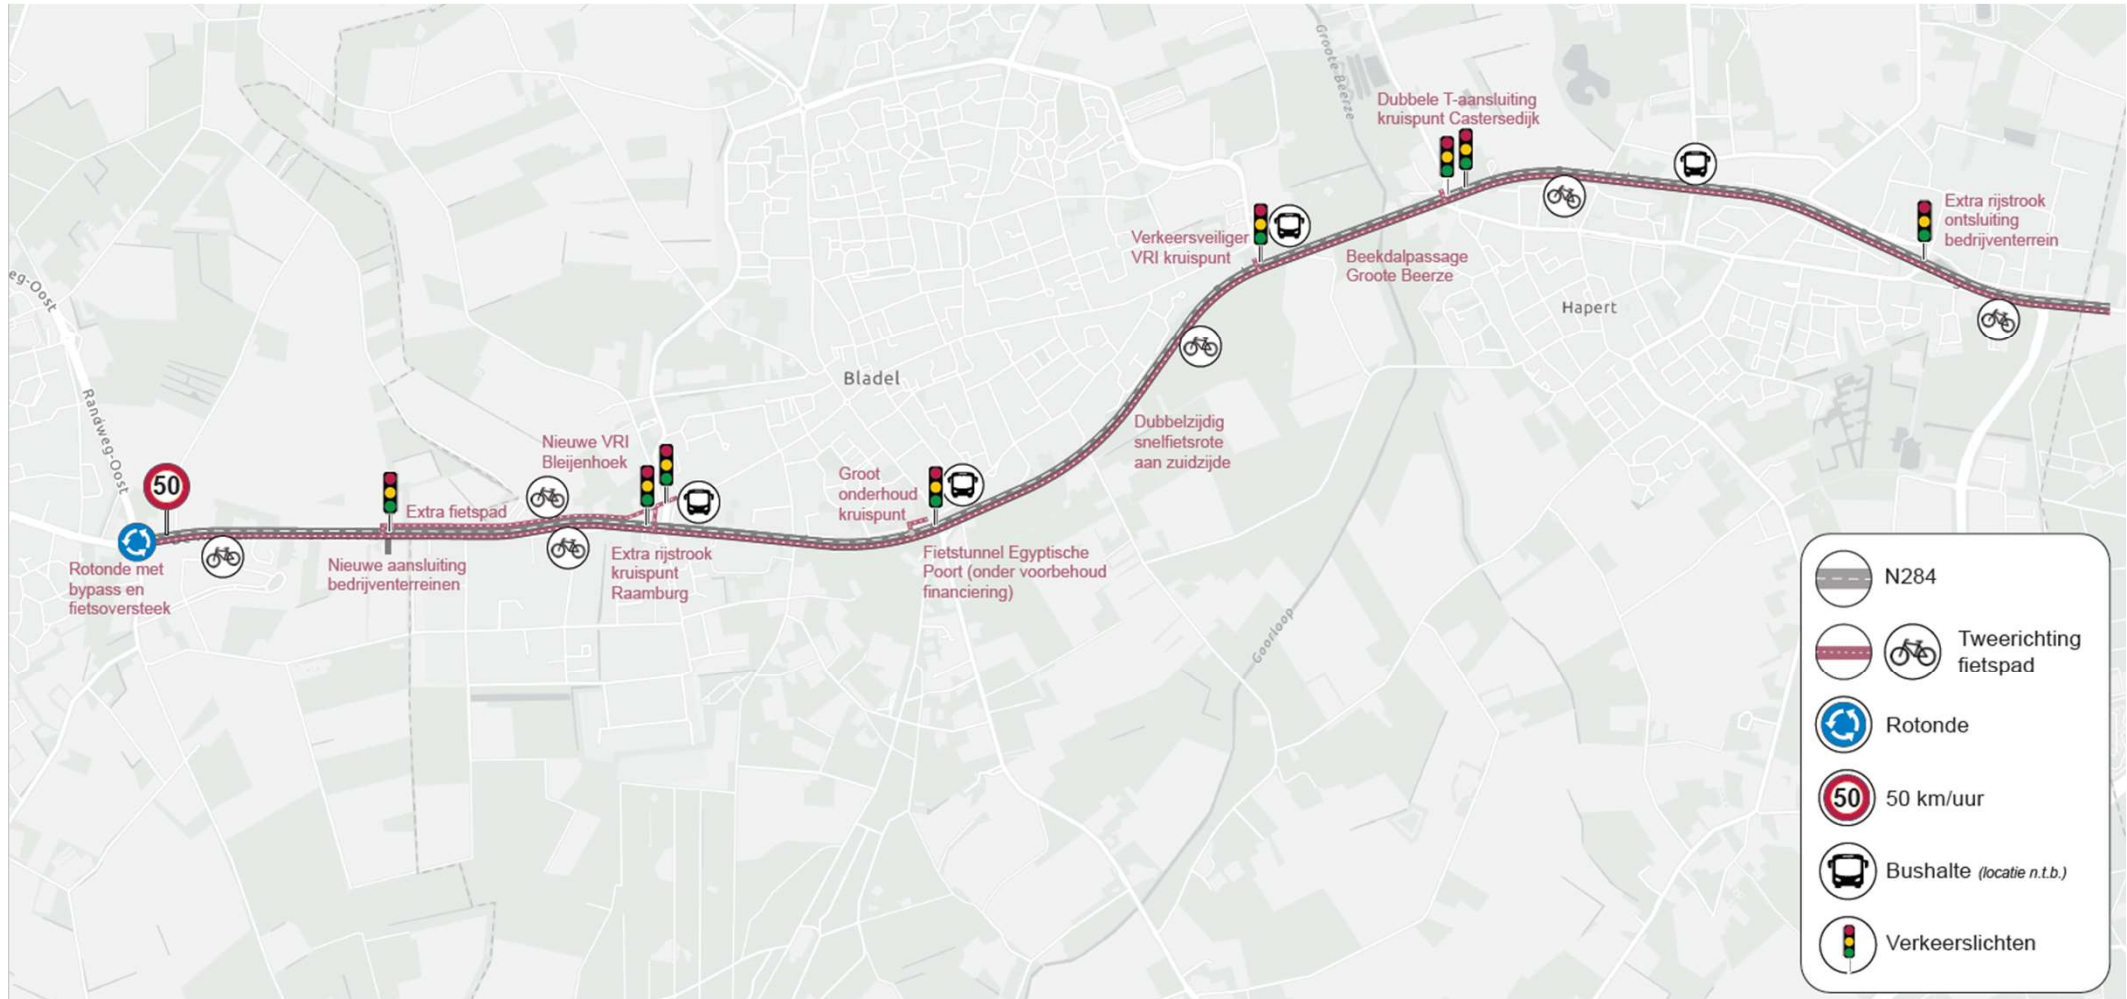 Groote Beerze
Dubbele T-aansluiting
kruispunt Castersedijk
Extra rijstrook
ontsluiting
bedrijventerrein
Verkeersveiliger
VRI kruispunt
Beekdalpassage
Groote Beerze
eg-Oost
Hapert
Bladel
Randweg-Oost
Dubbelzijdig
snelfietsrote
aan zuidzijde
Nieuwe VRI
Bleijenhoek
Groot
onderhoud
kruispunt
50
Extra fietspad
Rotonde met
bypass en
fietsoversteek
Nieuwe aansluiting
bedrijventerreinen
Extra rijstrook
kruispunt
Raamburg
Fietstunnel Egyptische
Poort (onder voorbehoud
financiering)
Goorloop
N284
Tweerichting
fietspad
Rotonde
50
50 km/uur
Bushalte (locatie n.t.b.)
Verkeerslichten